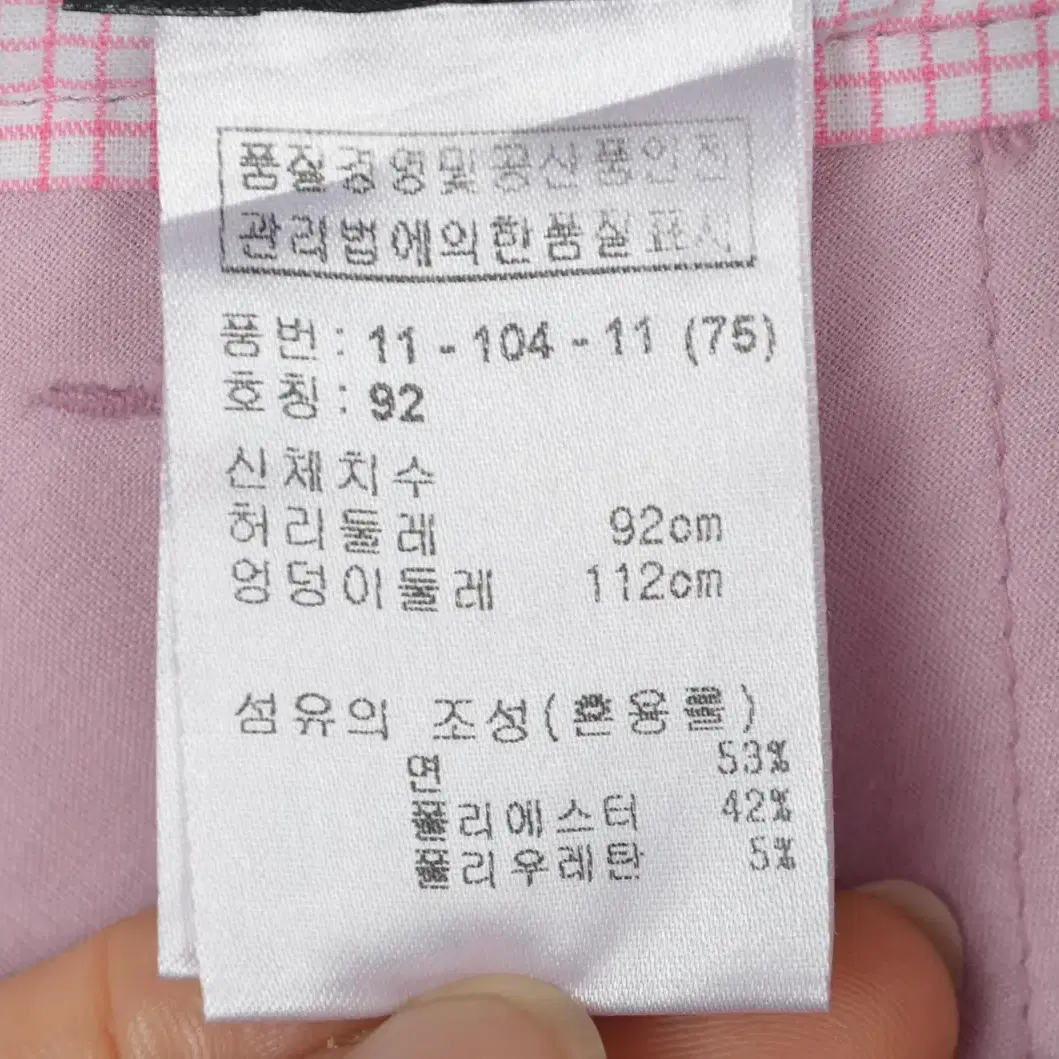 품질경영및공산품안전
관리법에의한품질표시
품번: 11 - 104 - 11 (75)
호칭: 92
신체치수
허리둘레 92cm
엉덩이둘레 112cm
섬유의 조성(혼용률)
면 53%
폴리에스터 42%
폴리우레탄 5%